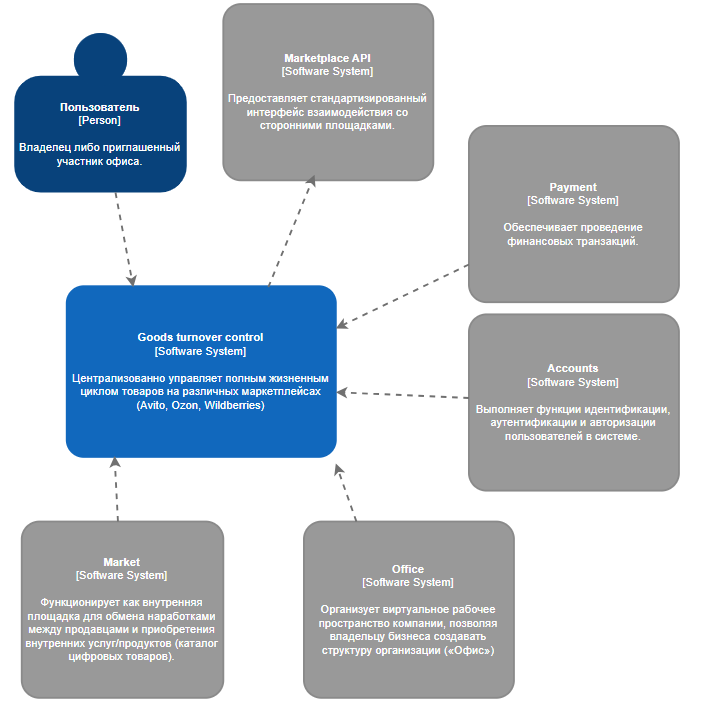 Marketplace API
[Software System]
Предоставляет стандартизированный
интерфейс взаимодействия со
сторонними площадками.
Пользователь
[Person]
Владелец либо приглашенный
участник офиса.
Payment
[Software System]
Обеспечивает проведение
финансовых транзакций.
Goods turnover control
[Software System]
Централизованно управляет полным жизненным
циклом товаров на различных маркетплейсах
(Avito, Ozon, Wildberries)
Accounts
[Software System]
Выполняет функции идентификации,
аутентификации и авторизации
пользователей в системе.
Market
[Software System]
Функционирует как внутренняя
площадка для обмена наработками
между продавцами и приобретения
внутренних услуг/продуктов (каталог
цифровых товаров).
Office
[Software System]
Организует виртуальное рабочее
пространство компании, позволяя
владельцу бизнеса создавать
структуру организации («Офис»)